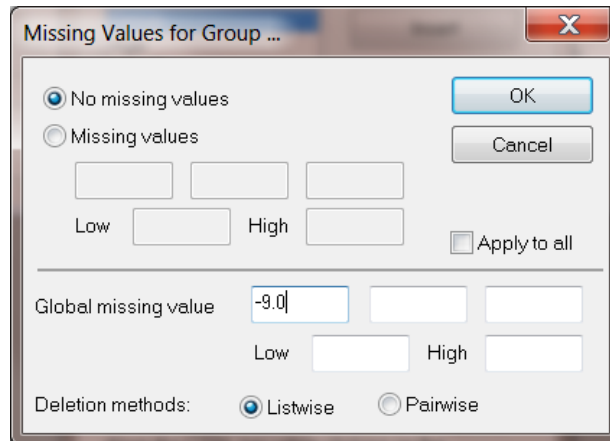 Missing Values for Group ...
No missing values
OK
Missing values
Cancel
Low High
Apply to all
Global missing value -9.0
Low High
Deletion methods: Listwise Pairwise